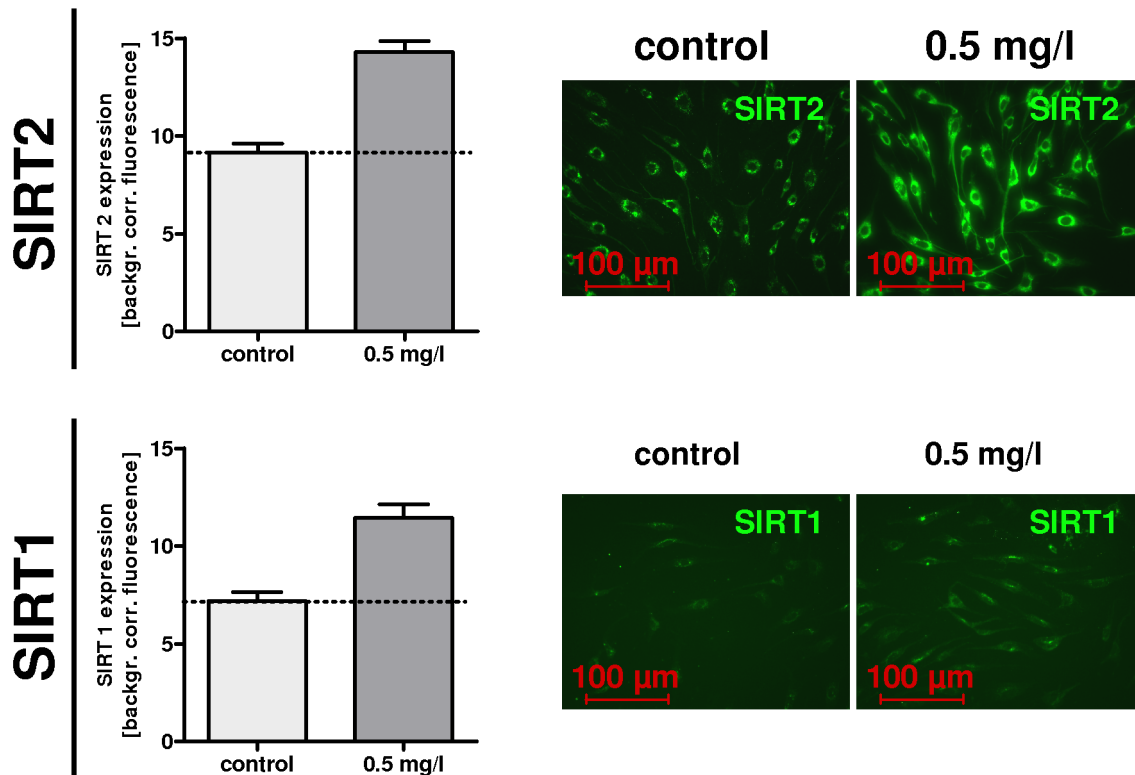 SIRT2
SIRT 2 expression
[backgr. corr. fluorescence]
15
10
5
0
control
0.5 mg/l
control
0.5 mg/l
SIRT2
SIRT2
100 µm
100 µm
SIRT1
SIRT 1 expression
[backgr. corr. fluorescence]
15
10
5
0
control
0.5 mg/l
control
0.5 mg/l
SIRT1
SIRT1
100 µm
100 µm